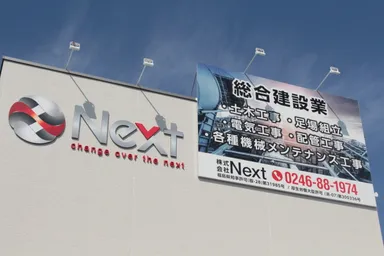 Next
change over the next
総合建設業
・土木工事・足場組立
・電気工事・配管工事
・各種機械メンテナンス工事
株式会社Next 0246-88-1974